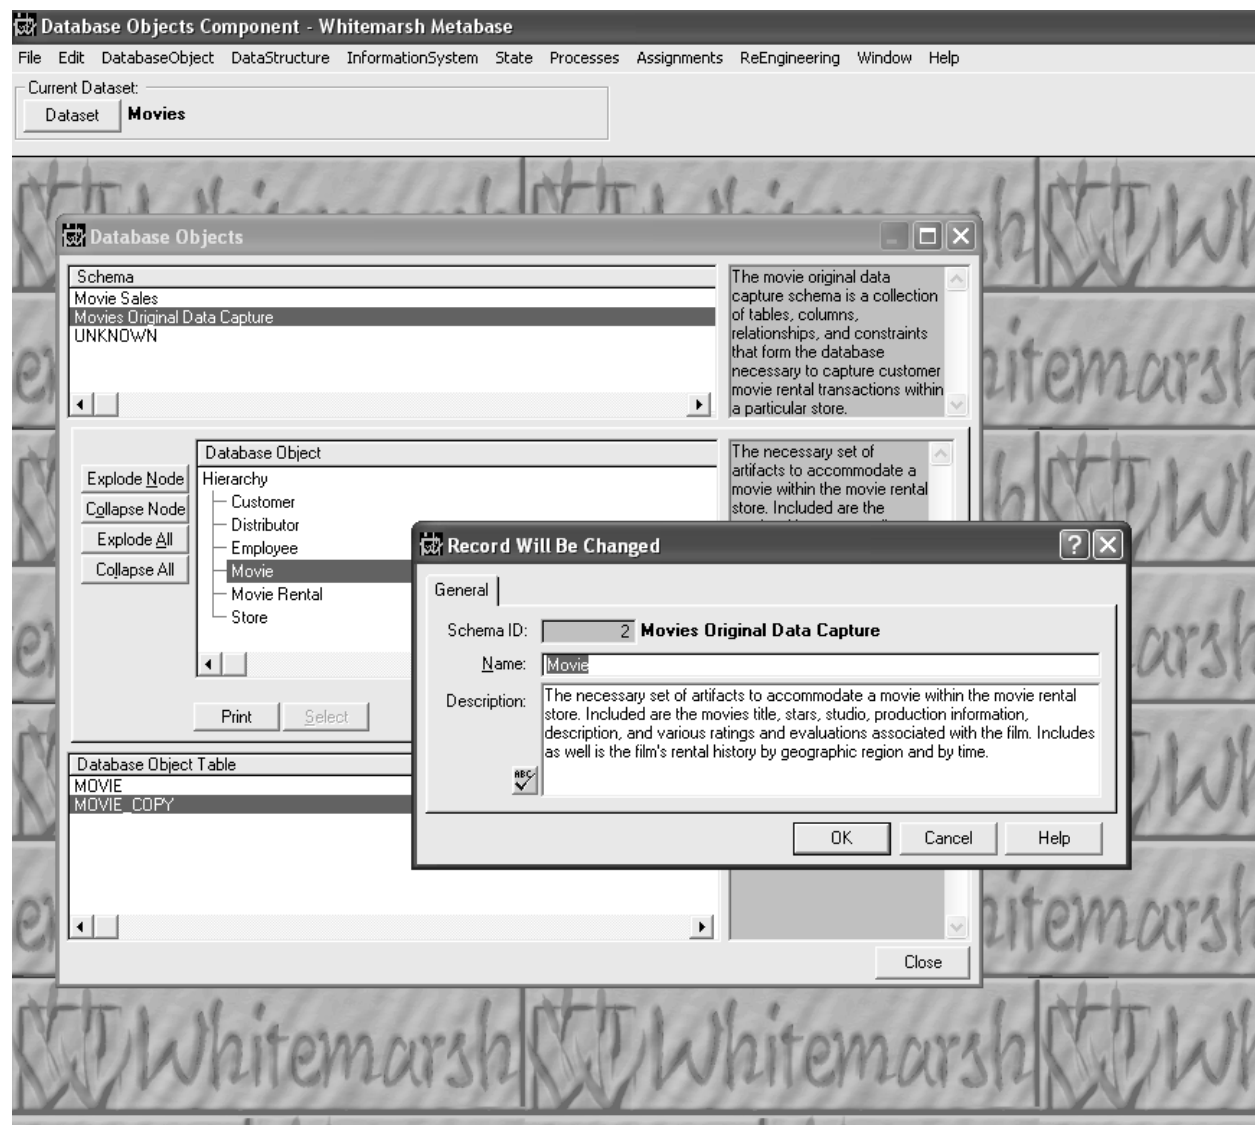 Database Objects Component - Whitemarsh Metabase
File Edit DatabaseObject DataStructure InformationSystem State Processes Assignments ReEngineering Window Help
Current Dataset:
Dataset Movies
Database Objects
Schema
Movie Sales
Movies Original Data Capture
UNKNOWN
The movie original data
capture schema is a collection
of tables, columns,
relationships, and constraints
that form the database
necessary to capture customer
movie rental transactions within
a particular store.
Explode Node
Collapse Node
Explode All
Collapse All
Database Object
Hierarchy
Customer
Distributor
Employee
Movie
Movie Rental
Store
The necessary set of
artifacts to accommodate a
movie within the movie rental
store. Included are the
Print Select
Database Object Table
MOVIE
MOVIE_COPY
Close
Record Will Be Changed
General
Schema ID: 2 Movies Original Data Capture
Name: Movie
Description: The necessary set of artifacts to accommodate a movie within the movie rental
store. Included are the movies title, stars, studio, production information,
description, and various ratings and evaluations associated with the film. Includes
as well is the film's rental history by geographic region and by time.
ABC
OK Cancel Help
Whitemarsh Whitemarsh